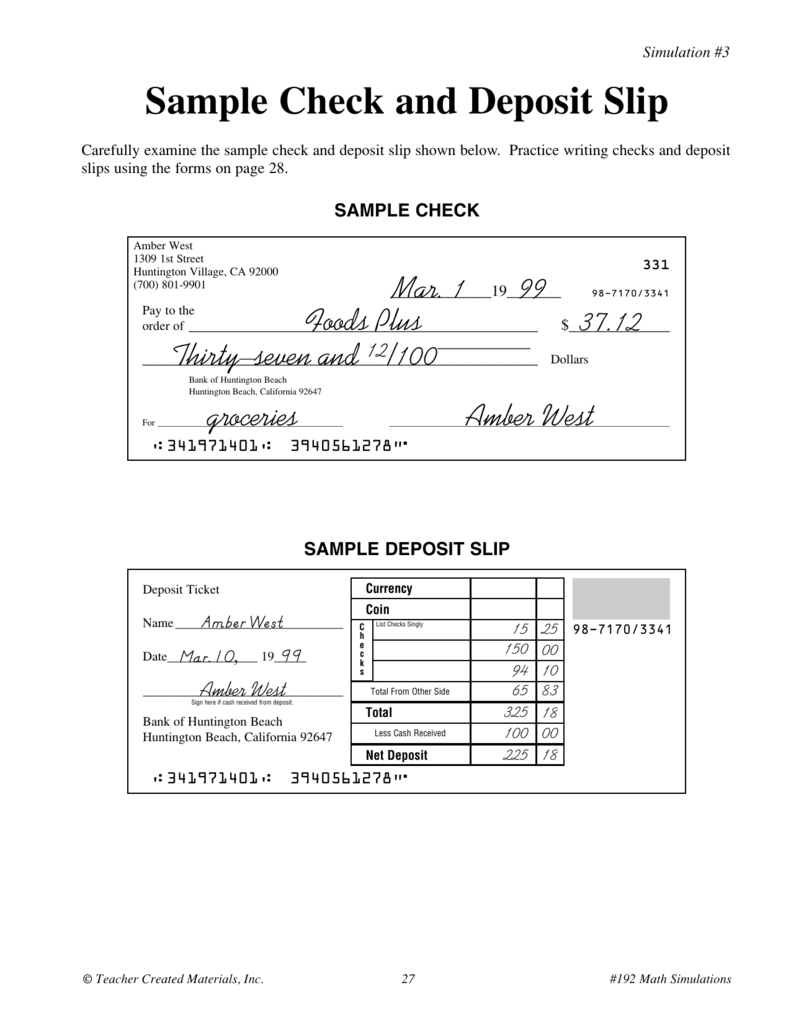 Simulation #3
Sample Check and Deposit Slip
Carefully examine the sample check and deposit slip shown below. Practice writing checks and deposit
slips using the forms on page 28.
SAMPLE CHECK
Amber West
1309 1st Street
Huntington Village, CA 92000
(700) 801-9901
331
Mar. 1 19 99 98-7170/3341
Pay to the
order of Foods Plus $ 37.12
Thirty-seven and 12/100 Dollars
Bank of Huntington Beach
Huntington Beach, California 92647
For groceries Amber West
⑆341971401⑆ 3940561278⑈
SAMPLE DEPOSIT SLIP
Deposit Ticket
Name Amber West
Date Mar. 10, 19 99
Amber West
Sign here if cash received from deposit.
Bank of Huntington Beach
Huntington Beach, California 92647
Currency
Coin
Checks
List Checks Singly 15 25
150 00
94 10
Total From Other Side 65 83
Total 325 18
Less Cash Received 100 00
Net Deposit 225 18
98-7170/3341
⑆341971401⑆ 3940561278⑈
© Teacher Created Materials, Inc. 27 #192 Math Simulations